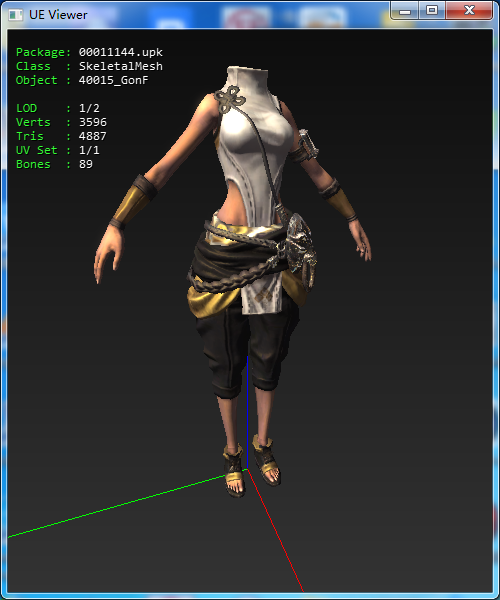 UE Viewer
Package: 00011144.upk
Class : SkeletalMesh
Object : 40015_GonF
LOD : 1/2
Verts : 3596
Tris : 4887
UV Set : 1/1
Bones : 89